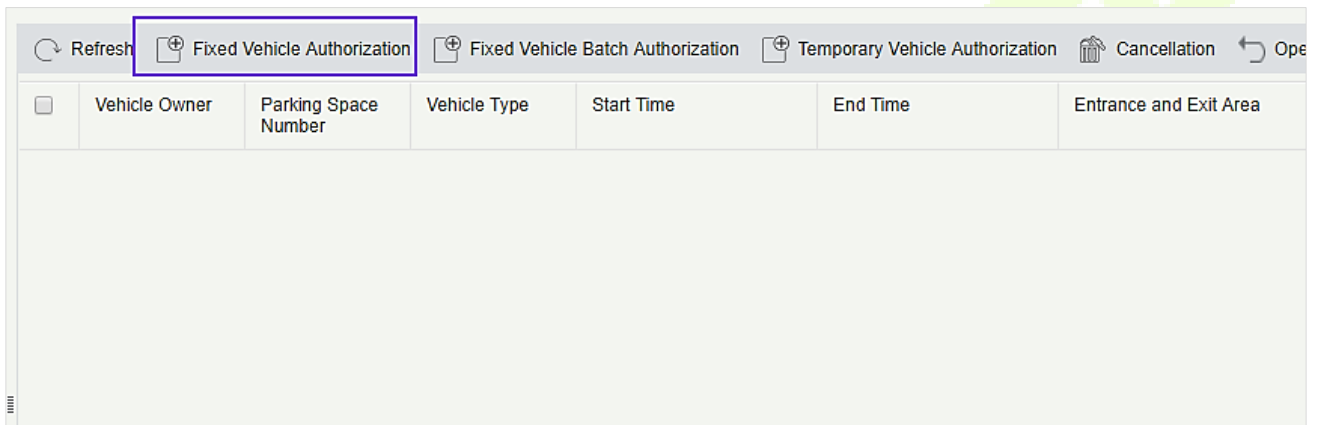 Refresh Fixed Vehicle Authorization Fixed Vehicle Batch Authorization Temporary Vehicle Authorization Cancellation Ope
Vehicle Owner Parking Space Number Vehicle Type Start Time End Time Entrance and Exit Area